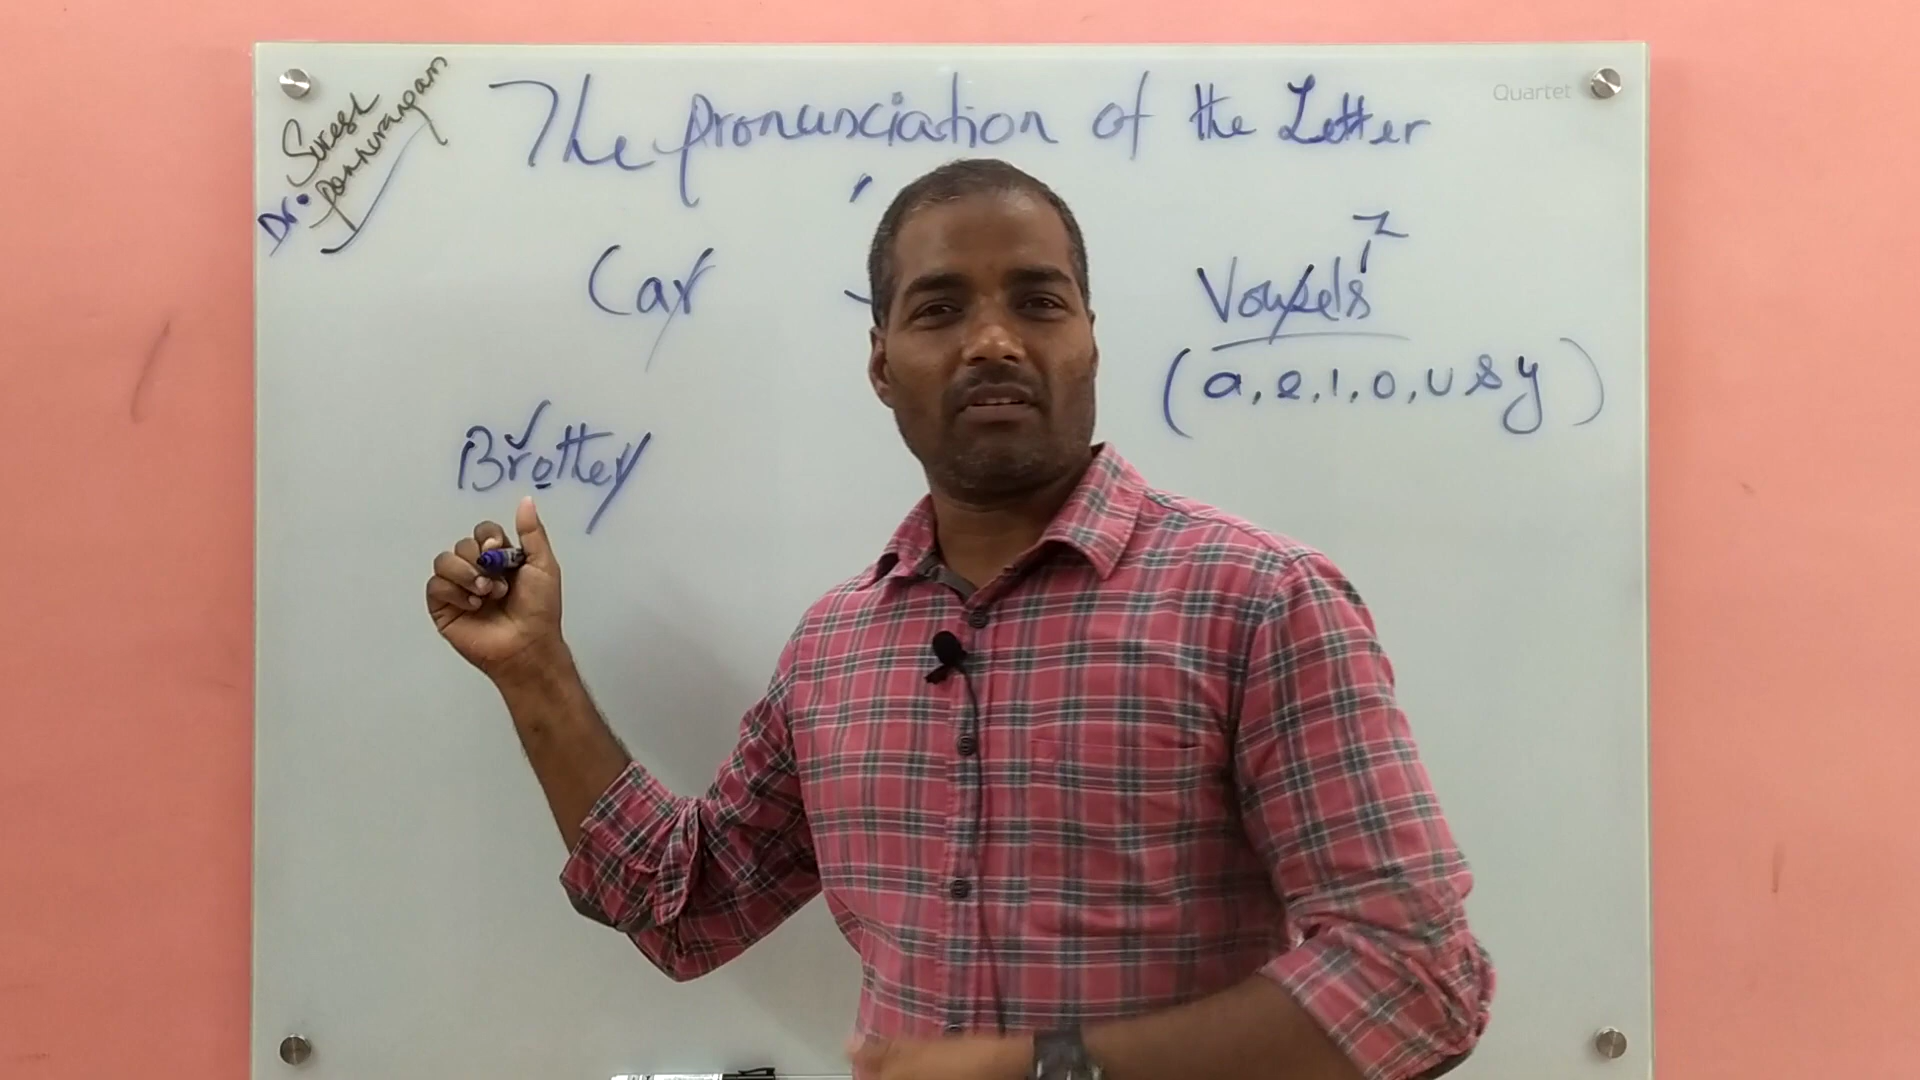 Dr. Suresh
Ponnurangam
Quartet
The pronunciation of the Letter
Car
Vowels
z
(a, e, i, o, u & y)
Brother